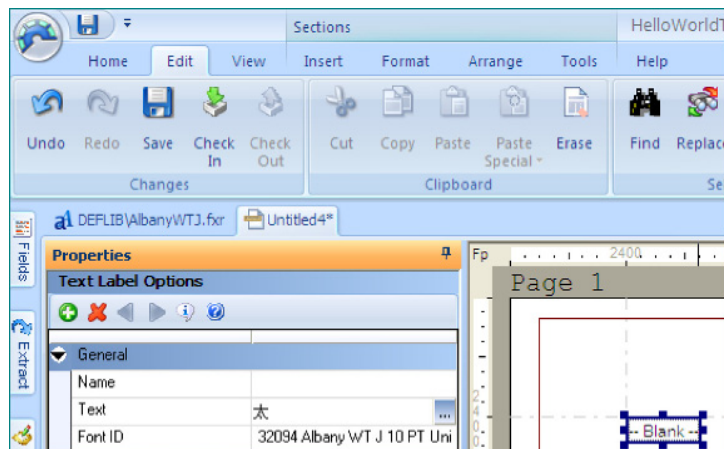 Sections HelloWorldT
Home Edit View Insert Format Arrange Tools Help
Undo Redo Save Check In Check Out Cut Copy Paste Paste Special Erase Find Replace
Changes Clipboard Se
DEFLIB\AlbanyWTJ.fxr Untitled4*
Fields
Extract
Properties
Fp 2400
Text Label Options
Page 1
General
Name
Text 太 ...
Font ID 32094 Albany WT J 10 PT Uni
-- Blank --